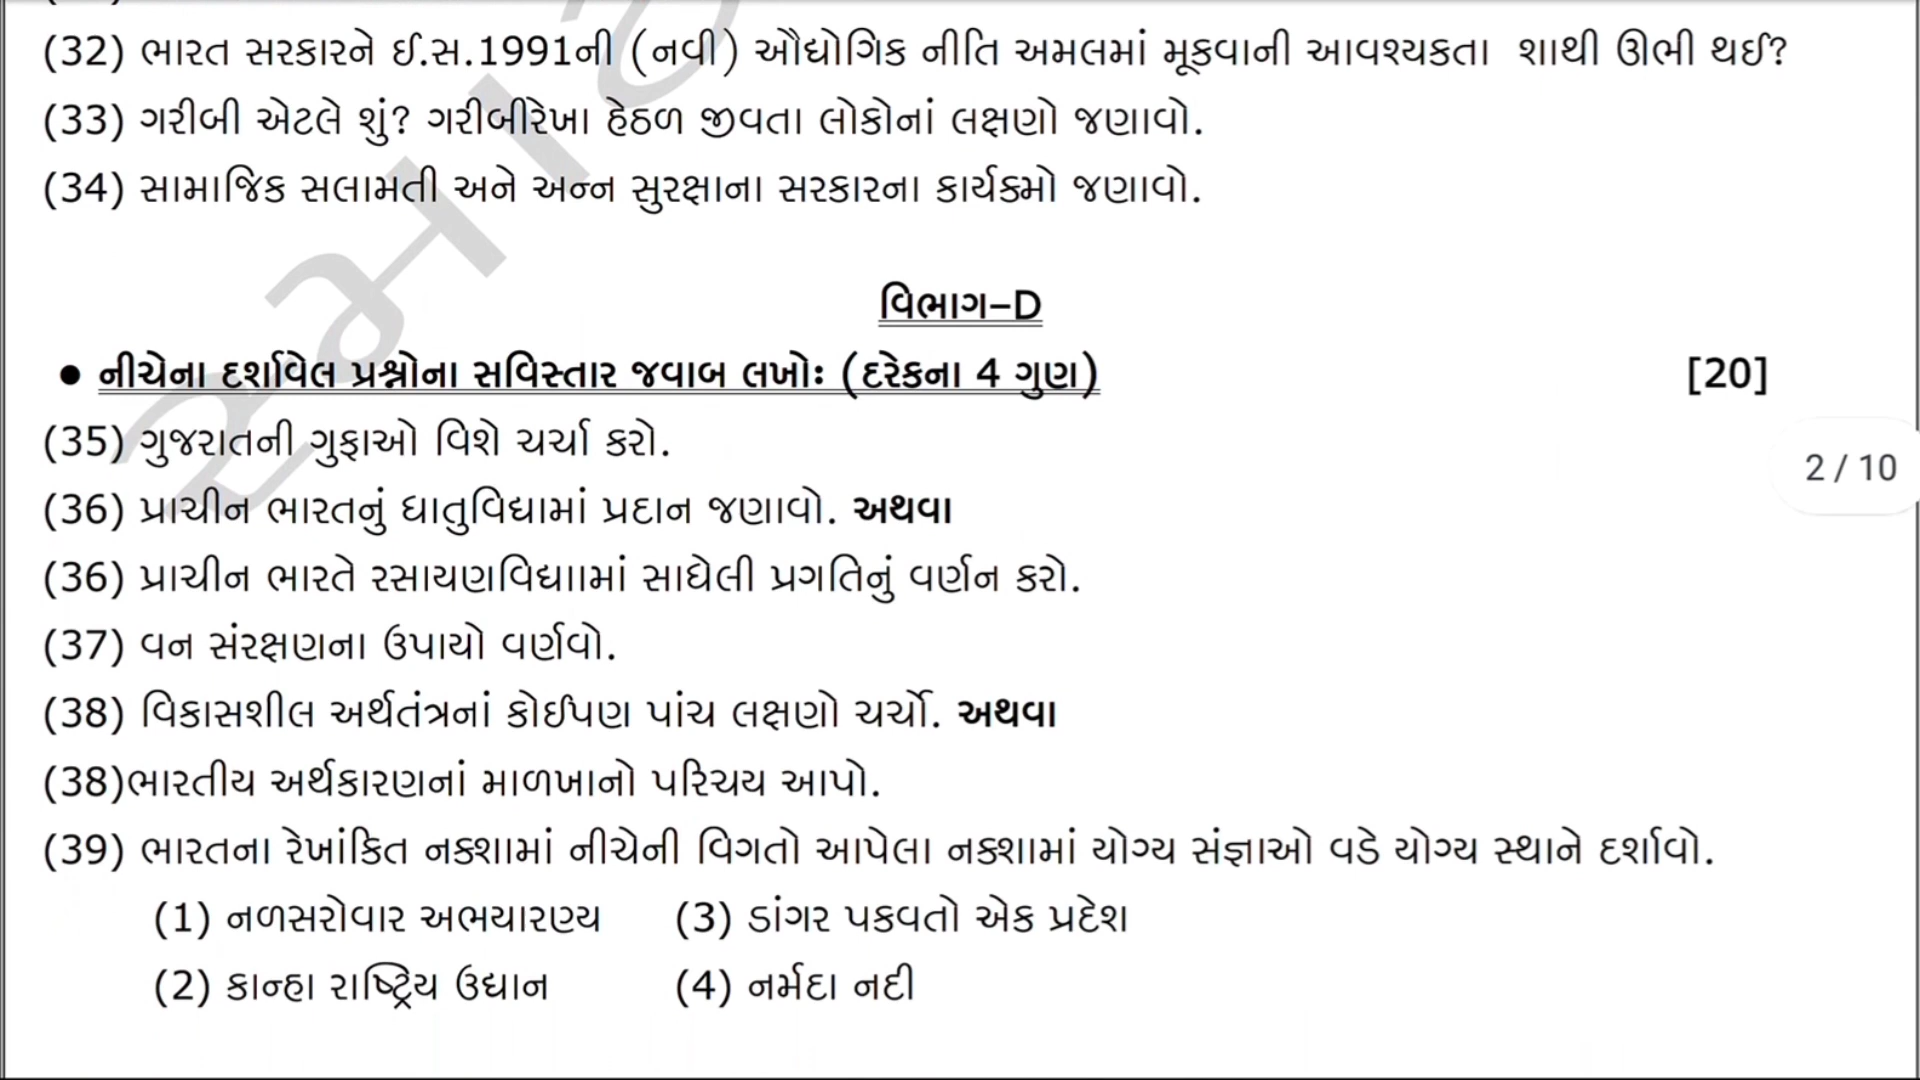 (32) ભારત સરકારને ઈ.સ.1991ની (નવી) ઔદ્યોગિક નીતિ અમલમાં મૂકવાની આવશ્યકતા શાથી ઊભી થઈ?
(33) ગરીબી એટલે શું? ગરીબીરેખા હેઠળ જીવતા લોકોનાં લક્ષણો જણાવો.
(34) સામાજિક સલામતી અને અન્ન સુરક્ષાના સરકારના કાર્યક્મો જણાવો.
વિભાગ–D
• નીચેના દર્શાવેલ પ્રશ્નોના સવિસ્તાર જવાબ લખોઃ (દરેકના 4 ગુણ) [20]
(35) ગુજરાતની ગુફાઓ વિશે ચર્ચા કરો.
2 / 10
(36) પ્રાચીન ભારતનું ધાતુવિદ્યામાં પ્રદાન જણાવો. અથવા
(36) પ્રાચીન ભારતે રસાયણવિદ્યાામાં સાધેલી પ્રગતિનું વર્ણન કરો.
(37) વન સંરક્ષણના ઉપાયો વર્ણવો.
(38) વિકાસશીલ અર્થતંત્રનાં કોઈપણ પાંચ લક્ષણો ચર્ચો. અથવા
(38)ભારતીય અર્થકારણનાં માળખાનો પરિચય આપો.
(39) ભારતના રેખાંકિત નકશામાં નીચેની વિગતો આપેલા નકશામાં યોગ્ય સંજ્ઞાઓ વડે યોગ્ય સ્થાને દર્શાવો.
(1) નળસરોવાર અભયારણ્ય (3) ડાંગર પકવતો એક પ્રદેશ
(2) કાન્હા રાષ્ટ્રિય ઉદ્યાન (4) નર્મદા નદી